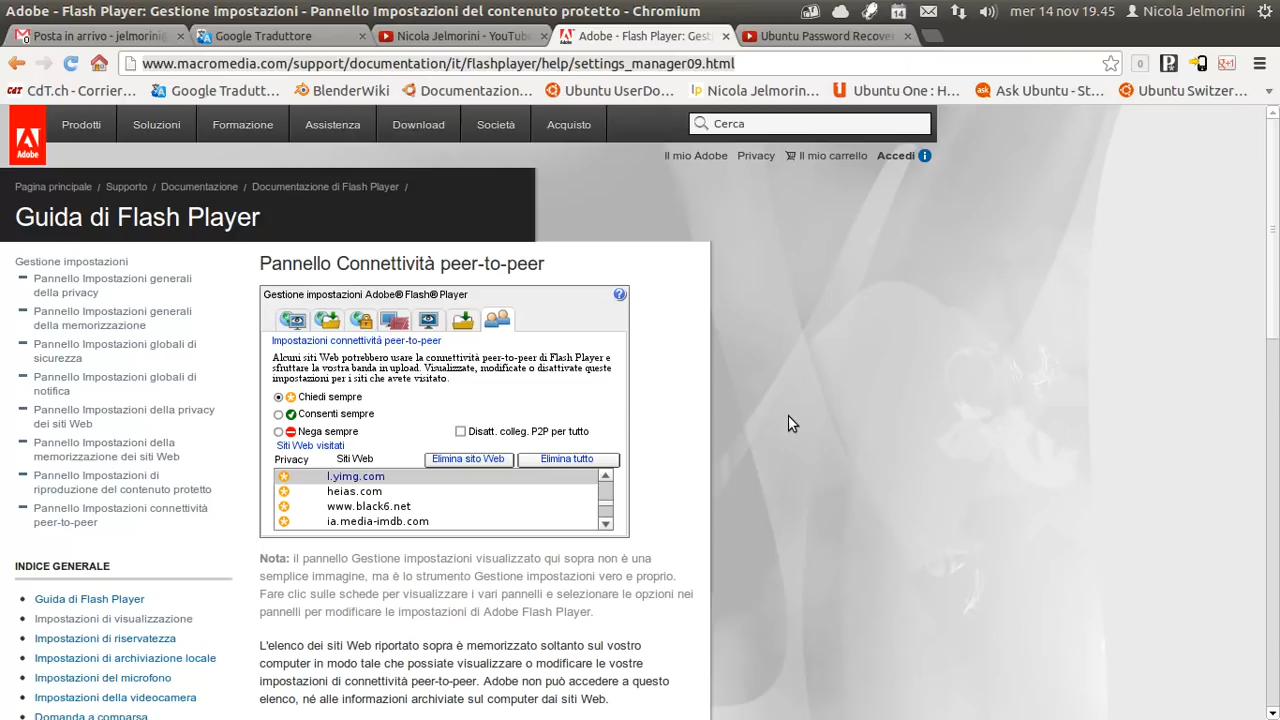 Adobe - Flash Player: Gestione impostazioni - Pannello Impostazioni del contenuto protetto - Chromium
14
mer 14 nov 19.45
Nicola Jelmorini
Posta in arrivo - jelmorini
Google Traduttore
Nicola Jelmorini - YouTube
Adobe - Flash Player: Gest
Ubuntu Password Recove
www.macromedia.com/support/documentation/it/flashplayer/help/settings_manager09.html
0
CdT.ch - Corrier...
Google Tradutt...
BlenderWiki
Documentazion...
Ubuntu UserDo...
Nicola Jelmorin...
Ubuntu One : H...
Ask Ubuntu - St...
Ubuntu Switzer...
Adobe
Prodotti
Soluzioni
Formazione
Assistenza
Download
Società
Acquisto
Cerca
Il mio Adobe
Privacy
Il mio carrello
Accedi
Pagina principale / Supporto / Documentazione / Documentazione di Flash Player /
Guida di Flash Player
Gestione impostazioni
Pannello Impostazioni generali
della privacy
Pannello Impostazioni generali
della memorizzazione
Pannello Impostazioni globali di
sicurezza
Pannello Impostazioni globali di
notifica
Pannello Impostazioni della privacy
dei siti Web
Pannello Impostazioni della
memorizzazione dei siti Web
Pannello Impostazioni di
riproduzione del contenuto protetto
Pannello Impostazioni connettività
peer-to-peer
INDICE GENERALE
Guida di Flash Player
Impostazioni di visualizzazione
Impostazioni di riservatezza
Impostazioni di archiviazione locale
Impostazioni del microfono
Impostazioni della videocamera
Domanda a comparsa
Pannello Connettività peer-to-peer
Gestione impostazioni Adobe® Flash® Player
Impostazioni connettività peer-to-peer
Alcuni siti Web potrebbero usare la connettività peer-to-peer di Flash Player e
sfruttare la vostra banda in upload. Visualizzate, modificate o disattivate queste
impostazioni per i siti che avete visitato.
Chiedi sempre
Consenti sempre
Nega sempre
Disatt. colleg. P2P per tutto
Siti Web visitati
Privacy
Siti Web
Elimina sito Web
Elimina tutto
l.yimg.com
heias.com
www.black6.net
ia.media-imdb.com
Nota: il pannello Gestione impostazioni visualizzato qui sopra non è una
semplice immagine, ma è lo strumento Gestione impostazioni vero e proprio.
Fare clic sulle schede per visualizzare i vari pannelli e selezionare le opzioni nei
pannelli per modificare le impostazioni di Adobe Flash Player.
L'elenco dei siti Web riportato sopra è memorizzato soltanto sul vostro
computer in modo tale che possiate visualizzare o modificare le vostre
impostazioni di connettività peer-to-peer. Adobe non può accedere a questo
elenco, né alle informazioni archiviate sul computer dai siti Web.